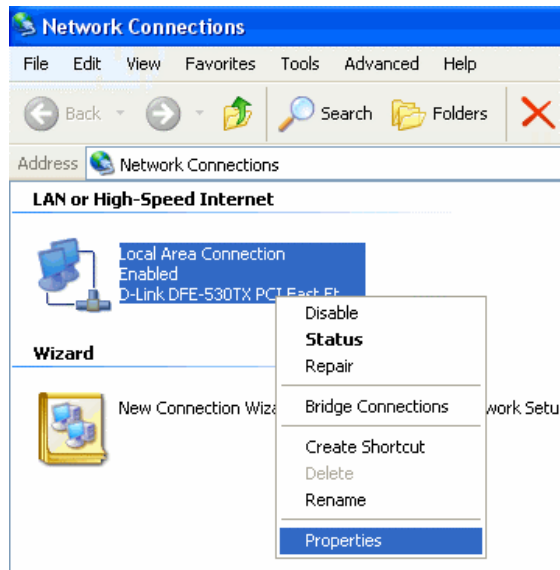 Network Connections
File Edit View Favorites Tools Advanced Help
Back Search Folders
Address Network Connections
LAN or High-Speed Internet
Local Area Connection
Enabled
D-Link DFE-530TX PCI Fast Et...
Disable
Status
Repair
Bridge Connections
Create Shortcut
Delete
Rename
Properties
Wizard
New Connection Wiza
work Setu